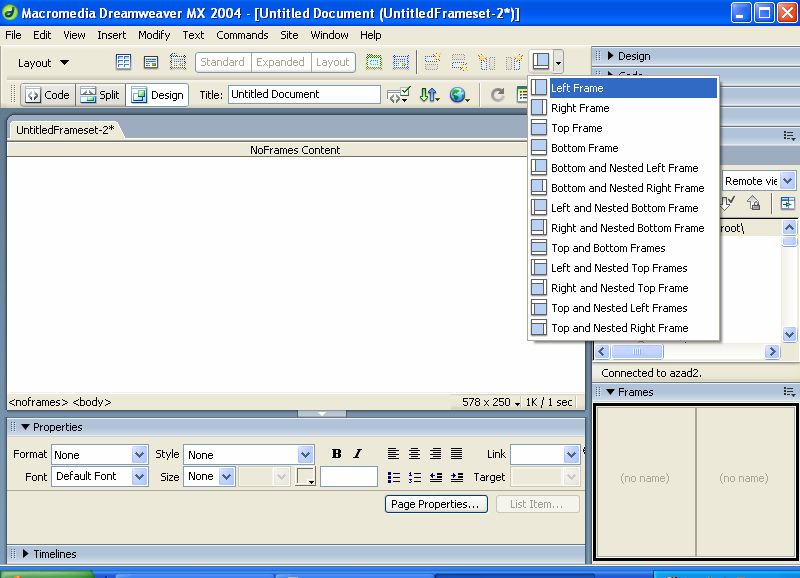 Macromedia Dreamweaver MX 2004 - [Untitled Document (UntitledFrameset-2*)]
File Edit View Insert Modify Text Commands Site Window Help
Layout Standard Expanded Layout
Design
Code Split Design Title: Untitled Document
UntitledFrameset-2*
NoFrames Content
Left Frame
Right Frame
Top Frame
Bottom Frame
Bottom and Nested Left Frame
Bottom and Nested Right Frame
Left and Nested Bottom Frame
Right and Nested Bottom Frame
Top and Bottom Frames
Left and Nested Top Frames
Right and Nested Top Frame
Top and Nested Left Frames
Top and Nested Right Frame
Remote vie
root\
Connected to azad2.
<noframes> <body> 578 x 250 1K / 1 sec
Frames
(no name) (no name)
Properties
Format None Style None B I Link
Font Default Font Size None Target
Page Properties... List Item...
Timelines